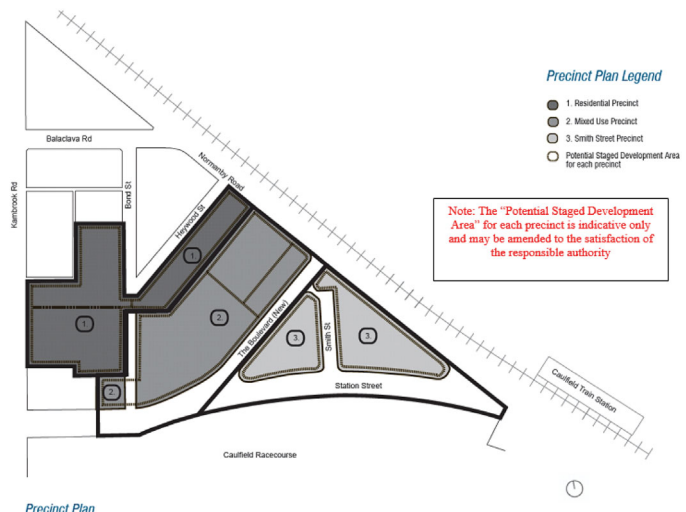 Precinct Plan Legend
1. Residential Precinct
2. Mixed Use Precinct
3. Smith Street Precinct
Potential Staged Development Area
for each precinct
Balaclava Rd
Normanby Road
Kambrook Rd
Bond St
Heywood St
Note: The “Potential Staged Development
Area” for each precinct is indicative only
and may be amended to the satisfaction of
the responsible authority
1.
2.
1.
The Boulevard (New)
3.
Smith St
3.
2.
Station Street
Caulfield Train Station
Caulfield Racecourse
Precinct Plan